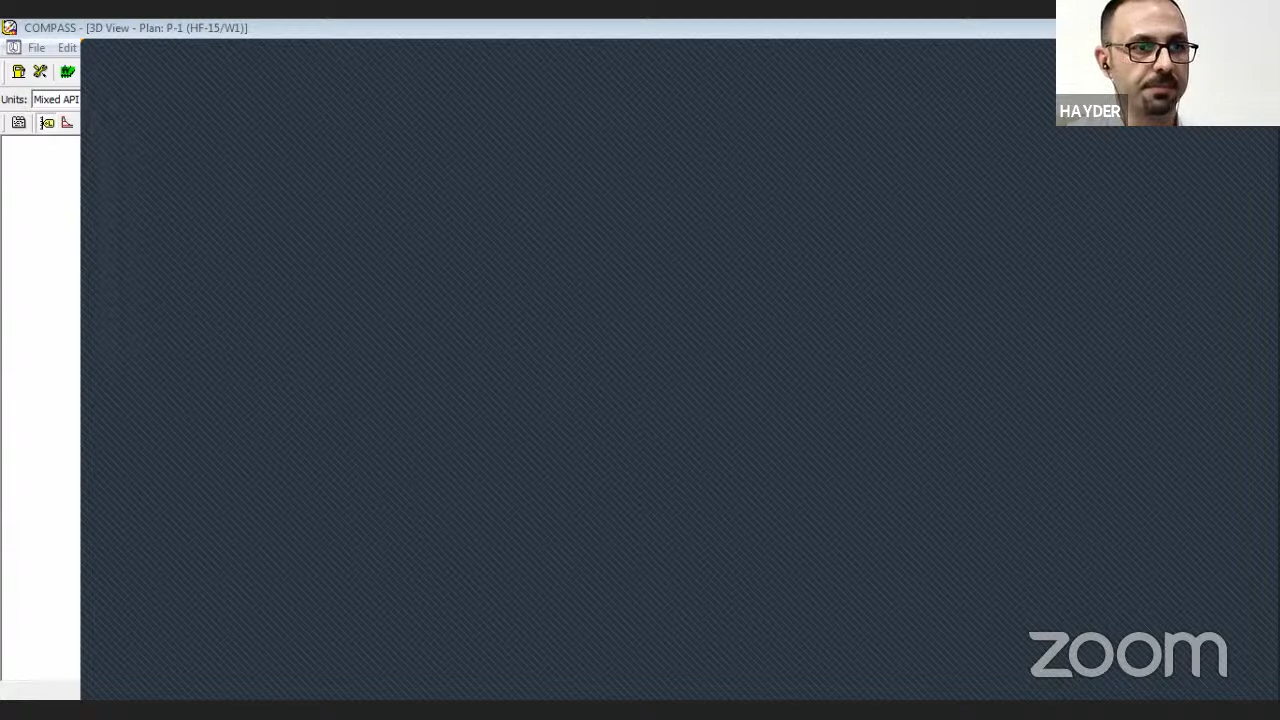 COMPASS - [3D View - Plan: P-1 (HF-15/W1)]
File Edit
Units: Mixed API
HAYDER
zoom